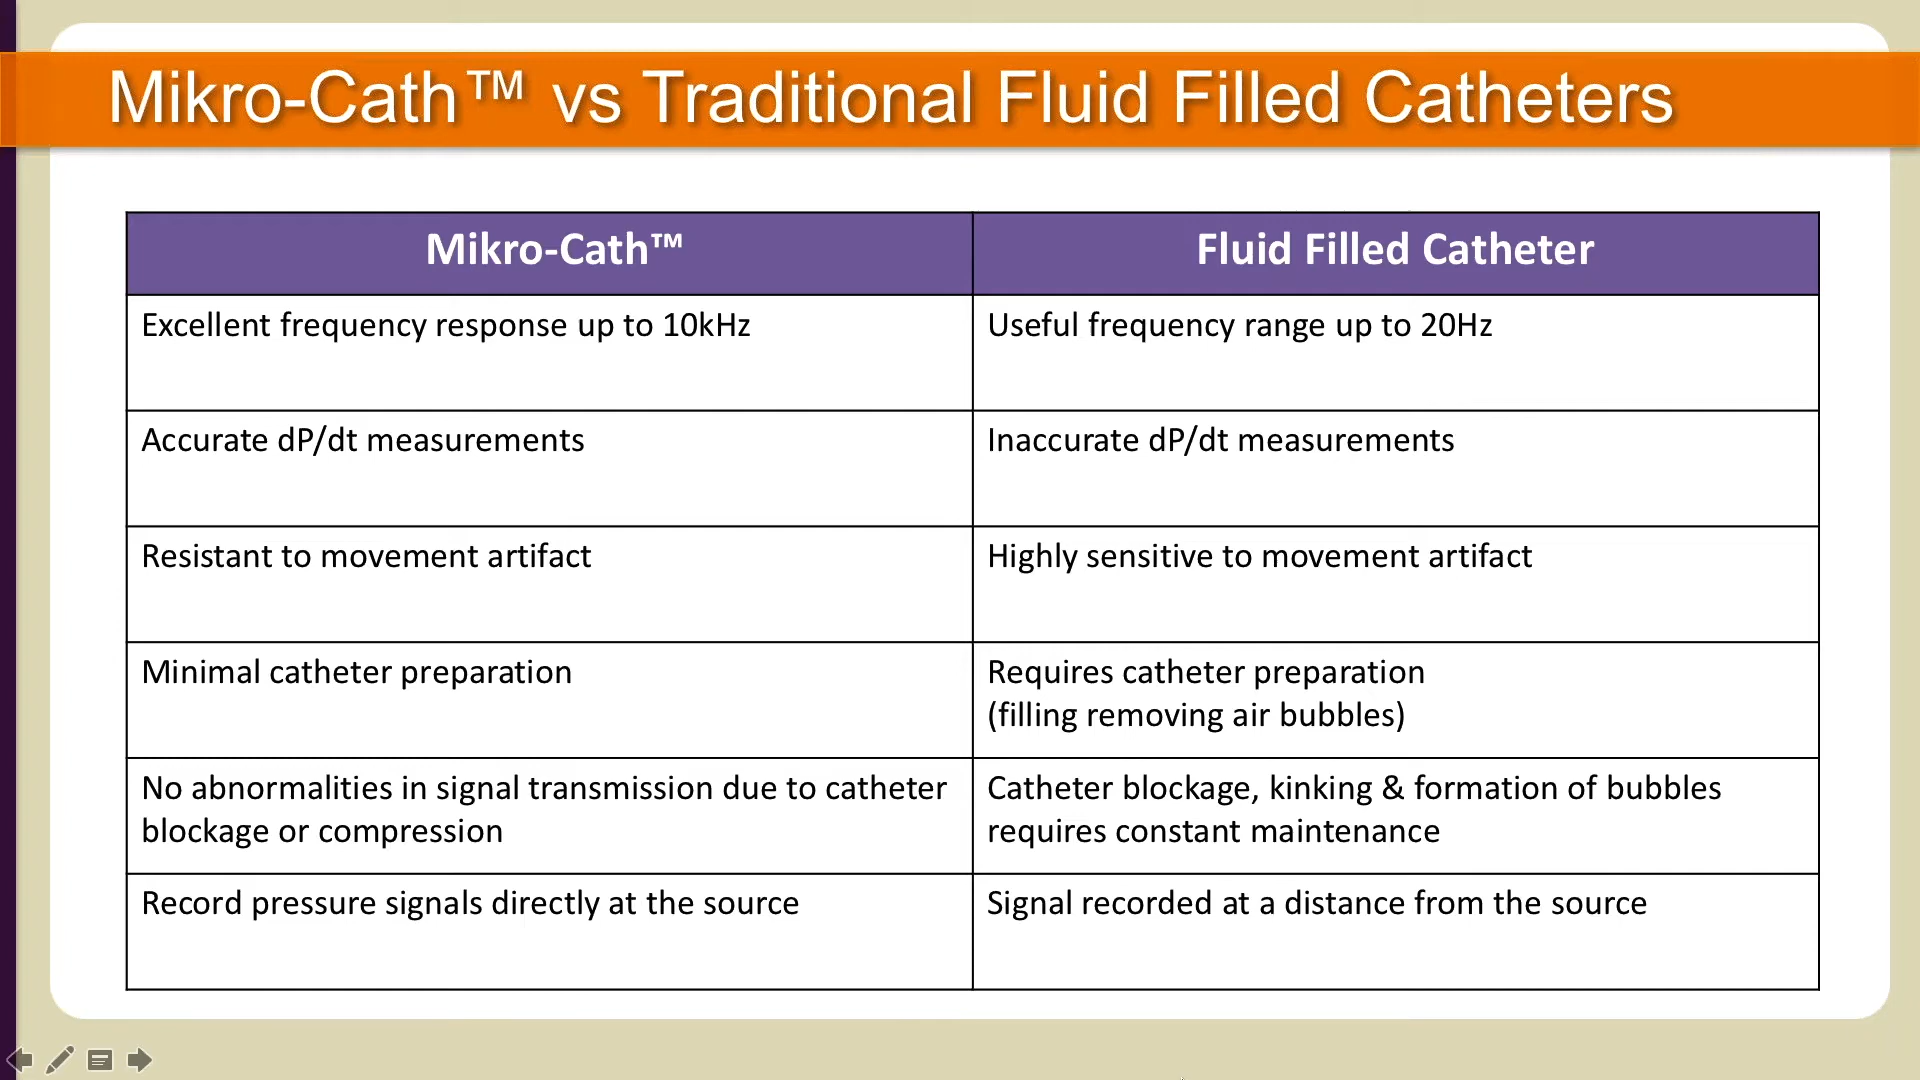 Mikro-Cath™ vs Traditional Fluid Filled Catheters
Mikro-Cath™
Fluid Filled Catheter
Excellent frequency response up to 10kHz
Useful frequency range up to 20Hz
Accurate dP/dt measurements
Inaccurate dP/dt measurements
Resistant to movement artifact
Highly sensitive to movement artifact
Minimal catheter preparation
Requires catheter preparation
(filling removing air bubbles)
No abnormalities in signal transmission due to catheter
blockage or compression
Catheter blockage, kinking & formation of bubbles
requires constant maintenance
Record pressure signals directly at the source
Signal recorded at a distance from the source